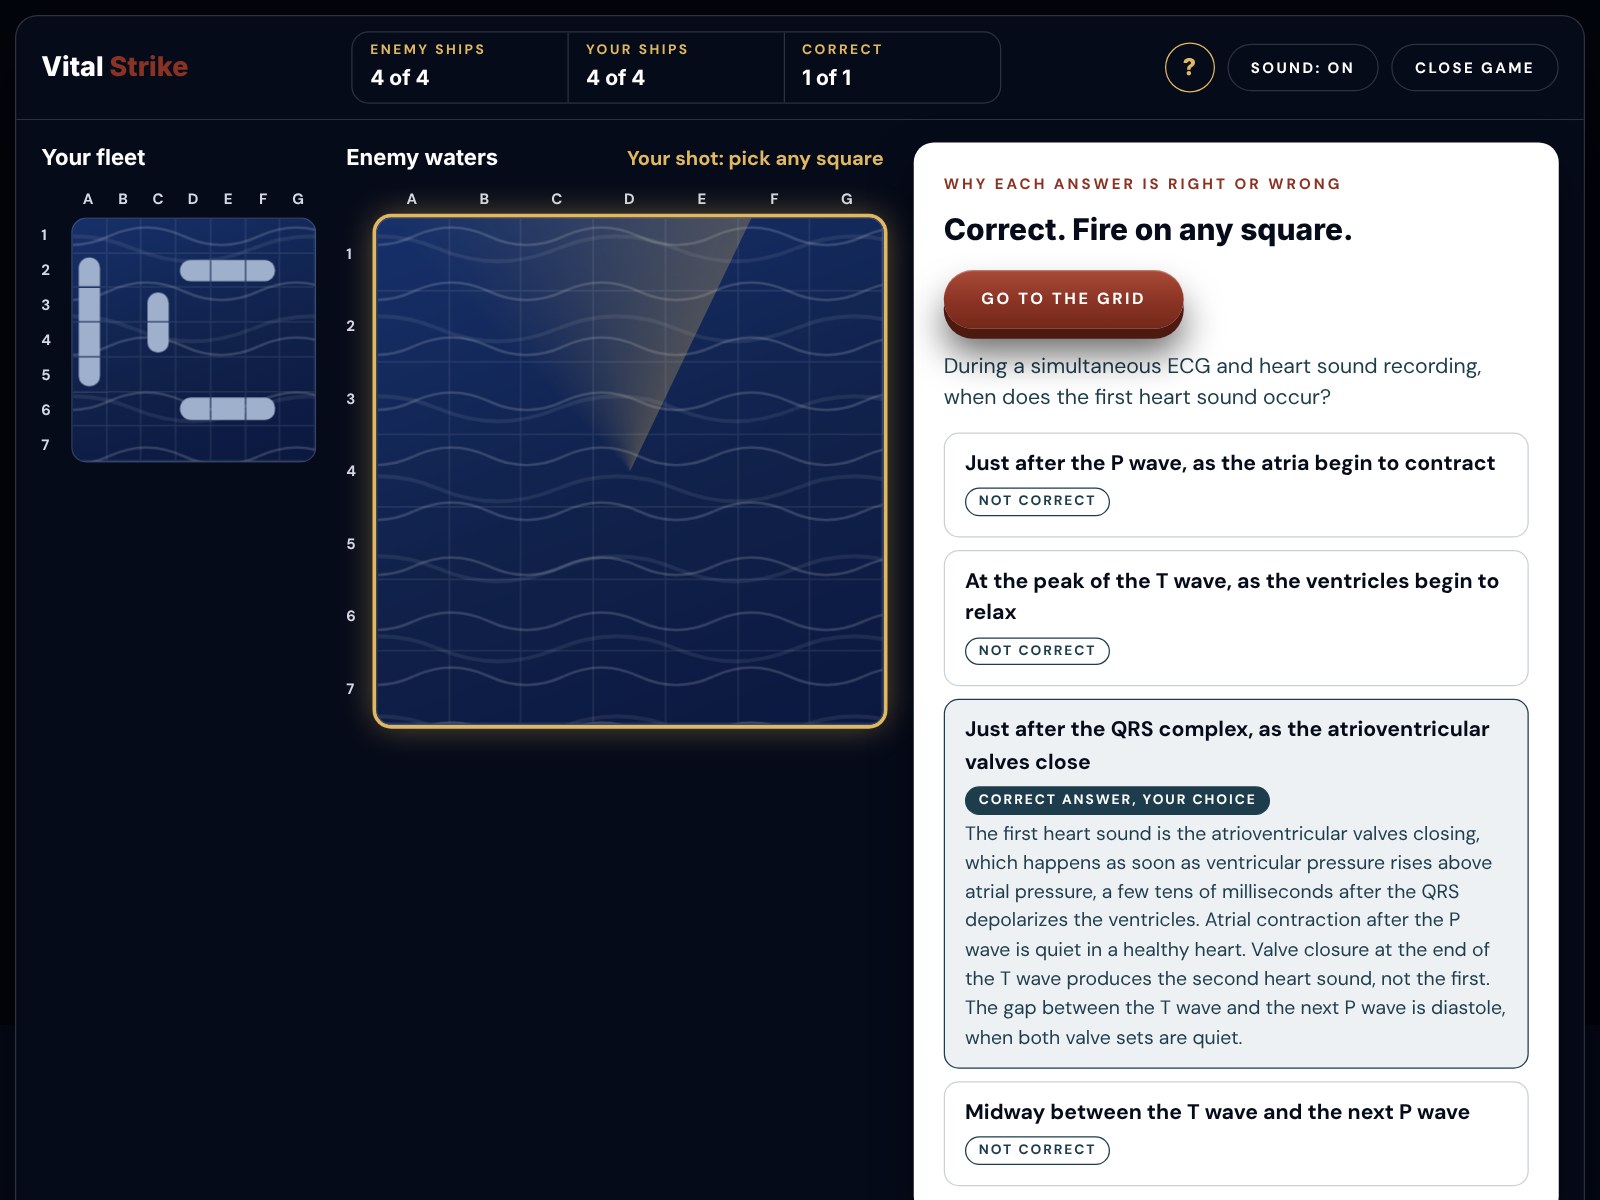 Vital Strike
ENEMY SHIPS
4 of 4
YOUR SHIPS
4 of 4
CORRECT
1 of 1
?
SOUND: ON
CLOSE GAME
Your fleet
A B C D E F G
1
2
3
4
5
6
7
Enemy waters
Your shot: pick any square
A B C D E F G
1
2
3
4
5
6
7
WHY EACH ANSWER IS RIGHT OR WRONG
Correct. Fire on any square.
GO TO THE GRID
During a simultaneous ECG and heart sound recording,
when does the first heart sound occur?
Just after the P wave, as the atria begin to contract
NOT CORRECT
At the peak of the T wave, as the ventricles begin to
relax
NOT CORRECT
Just after the QRS complex, as the atrioventricular
valves close
CORRECT ANSWER, YOUR CHOICE
The first heart sound is the atrioventricular valves closing,
which happens as soon as ventricular pressure rises above
atrial pressure, a few tens of milliseconds after the QRS
depolarizes the ventricles. Atrial contraction after the P
wave is quiet in a healthy heart. Valve closure at the end of
the T wave produces the second heart sound, not the first.
The gap between the T wave and the next P wave is diastole,
when both valve sets are quiet.
Midway between the T wave and the next P wave
NOT CORRECT